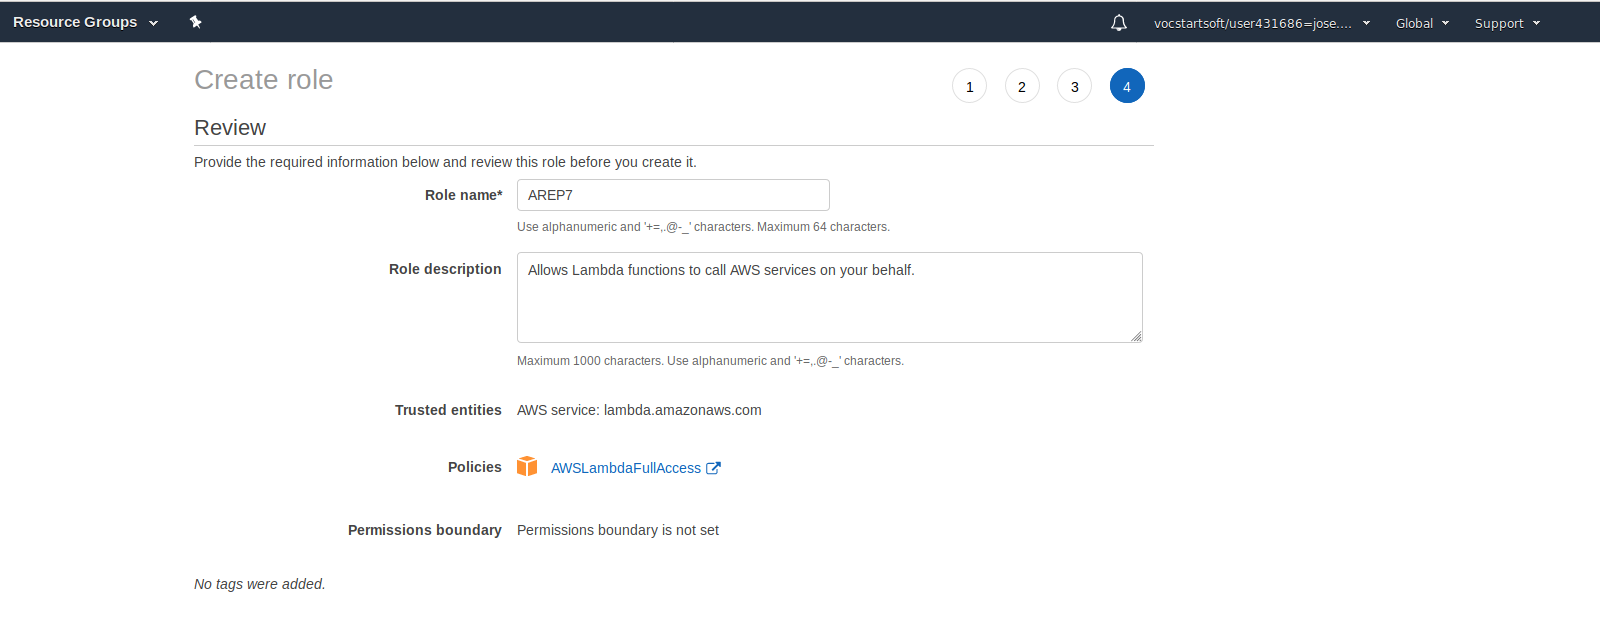 Resource Groups
vocstartsoft/user431686=jose.... Global Support
Create role
1 2 3 4
Review
Provide the required information below and review this role before you create it.
Role name* AREP7
Use alphanumeric and '+=,.@-_' characters. Maximum 64 characters.
Role description Allows Lambda functions to call AWS services on your behalf.
Maximum 1000 characters. Use alphanumeric and '+=,.@-_' characters.
Trusted entities AWS service: lambda.amazonaws.com
Policies AWSLambdaFullAccess
Permissions boundary Permissions boundary is not set
No tags were added.